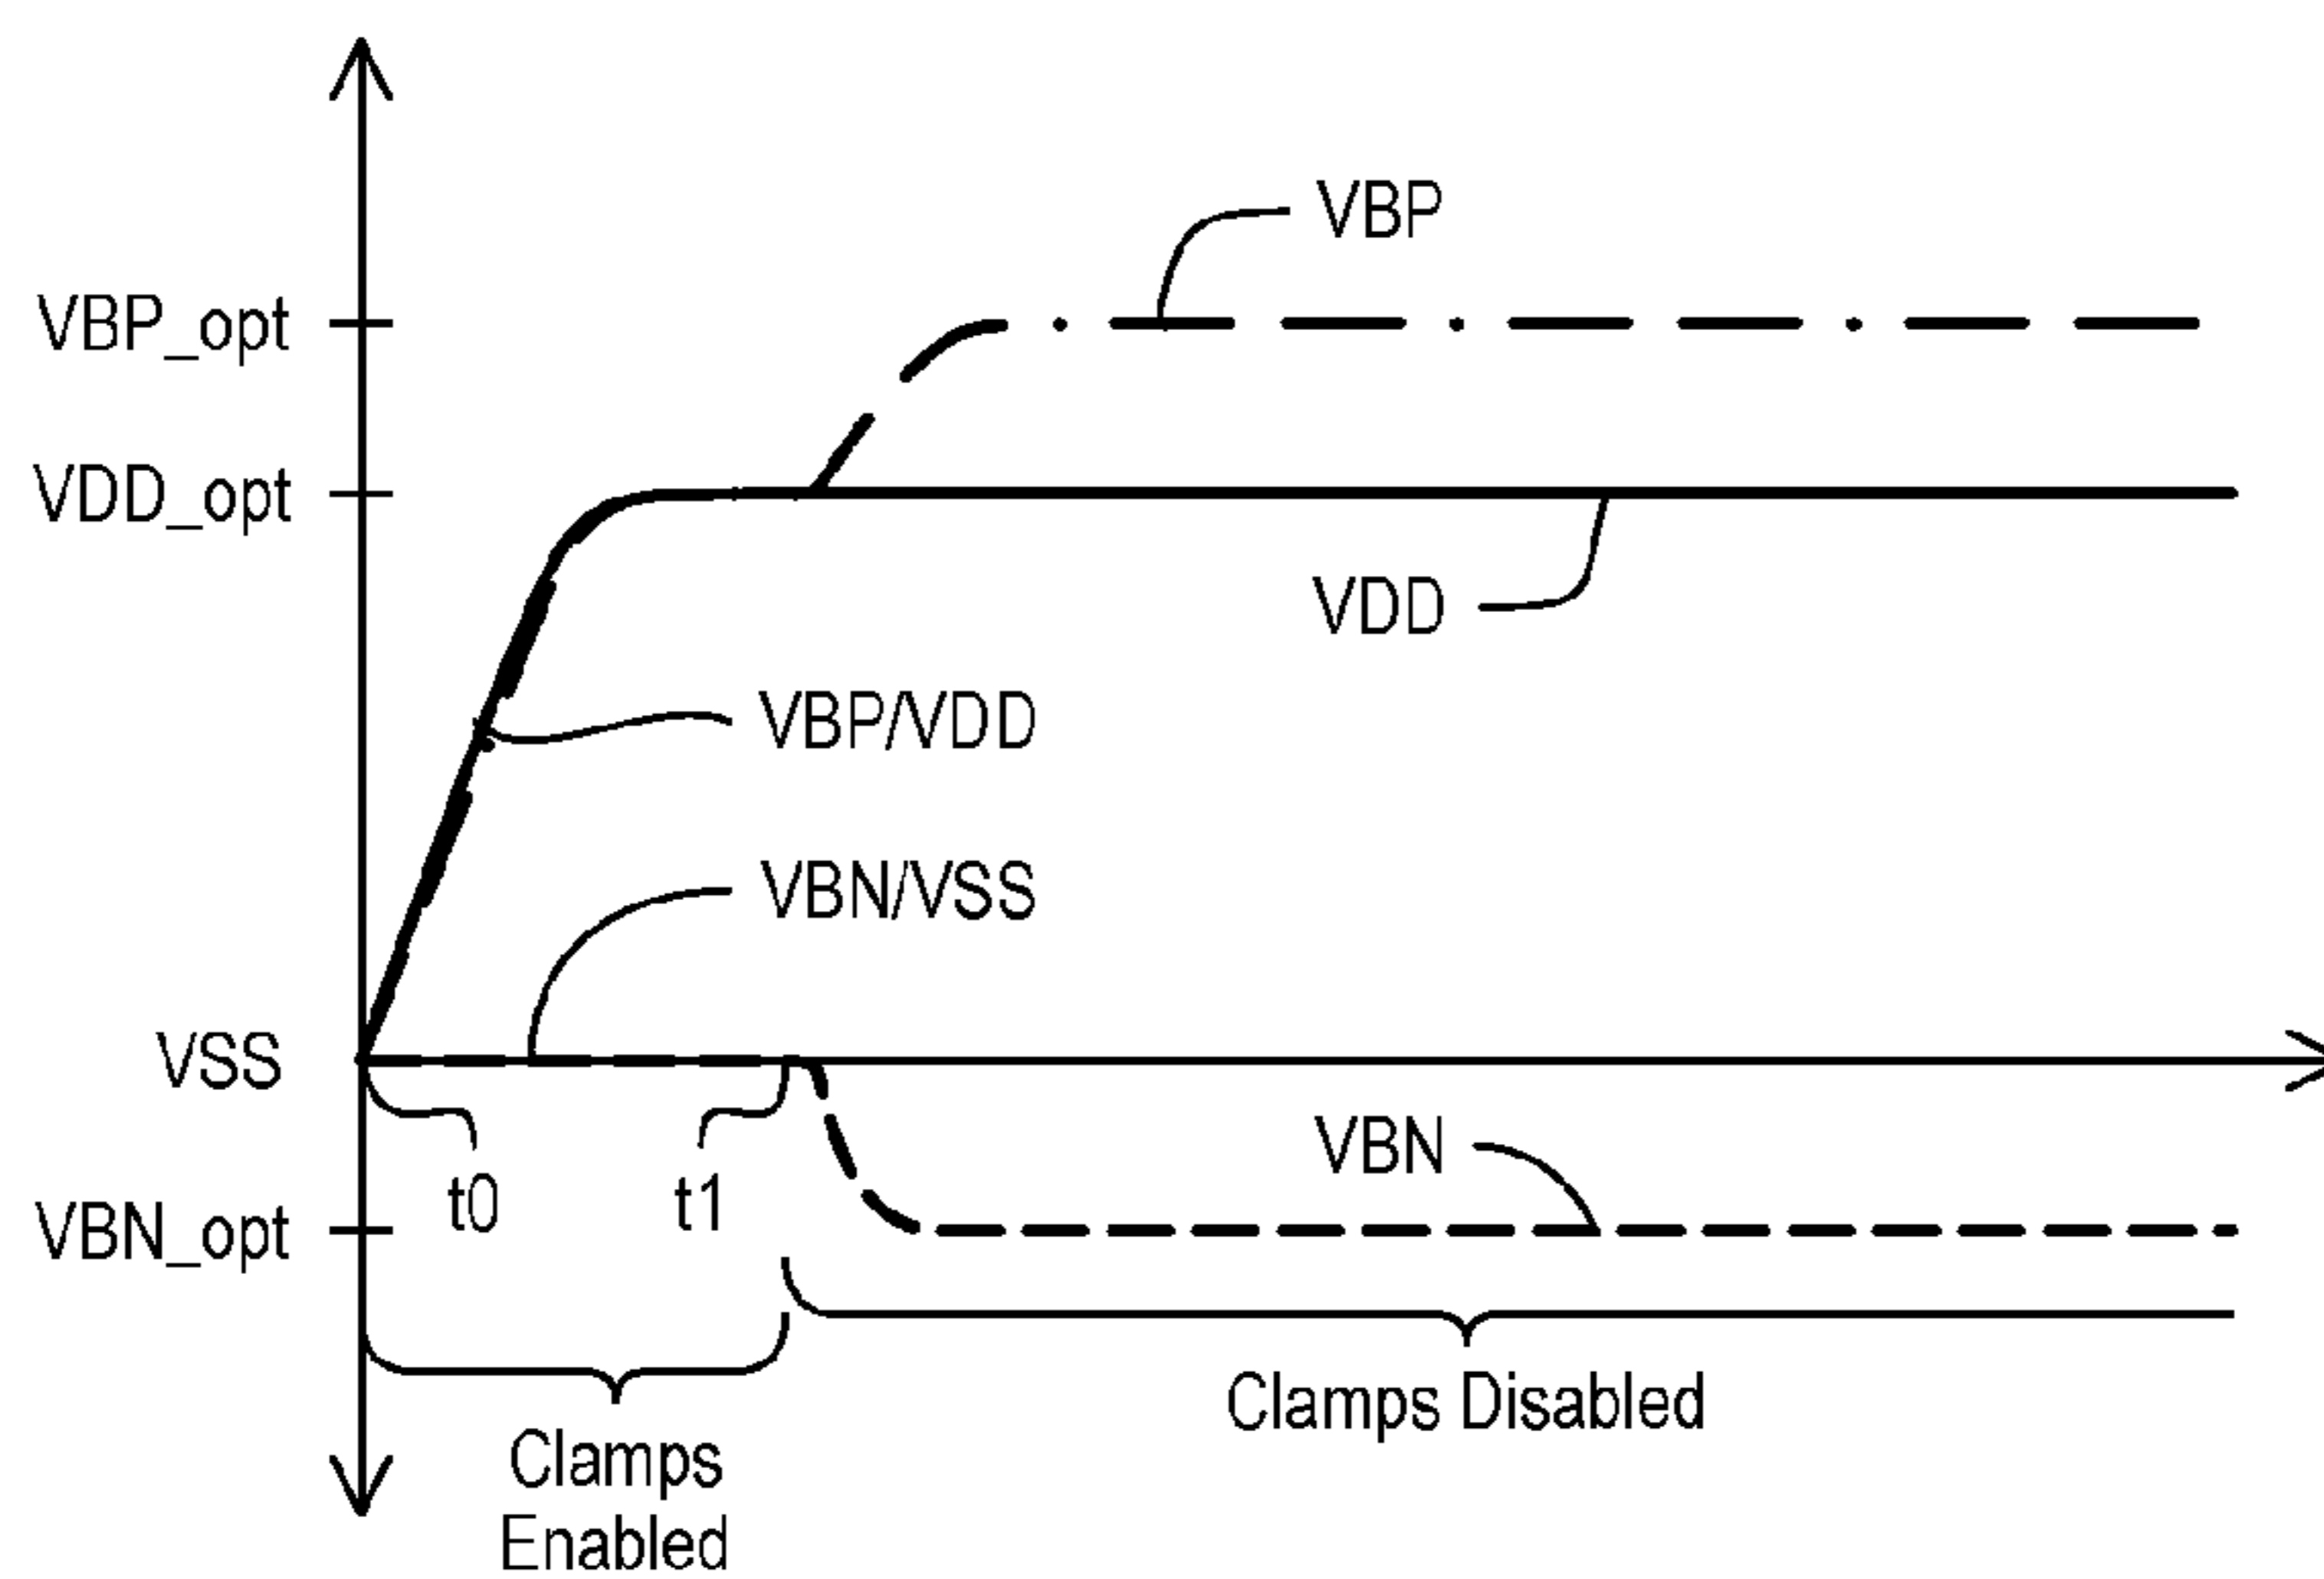 VBP
VBP_opt
VDD_opt
VDD
VBP/VDD
VBN/VSS
VSS
VBN
t0
t1
VBN_opt
Clamps Disabled
Clamps
Enabled